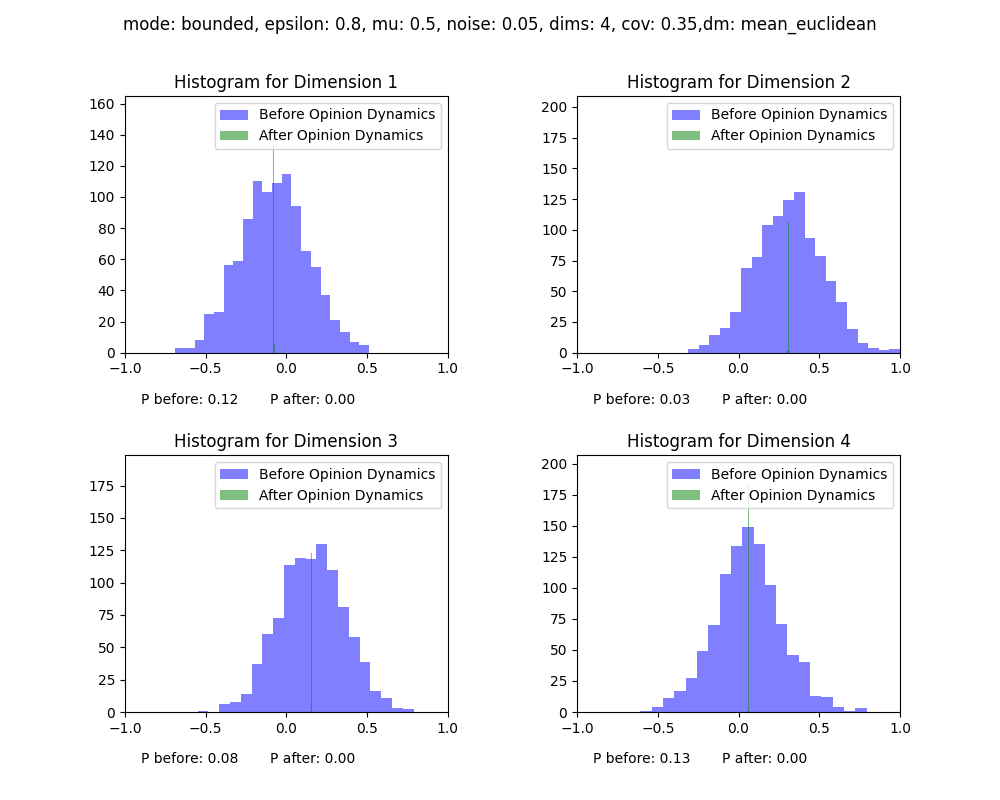 mode: bounded, epsilon: 0.8, mu: 0.5, noise: 0.05, dims: 4, cov: 0.35,dm: mean_euclidean
Histogram for Dimension 1
Before Opinion Dynamics
After Opinion Dynamics
160
140
120
100
80
60
40
20
0
−1.0 −0.5 0.0 0.5 1.0
P before: 0.12 P after: 0.00
Histogram for Dimension 2
Before Opinion Dynamics
After Opinion Dynamics
200
175
150
125
100
75
50
25
0
−1.0 −0.5 0.0 0.5 1.0
P before: 0.03 P after: 0.00
Histogram for Dimension 3
Before Opinion Dynamics
After Opinion Dynamics
175
150
125
100
75
50
25
0
−1.0 −0.5 0.0 0.5 1.0
P before: 0.08 P after: 0.00
Histogram for Dimension 4
Before Opinion Dynamics
After Opinion Dynamics
200
175
150
125
100
75
50
25
0
−1.0 −0.5 0.0 0.5 1.0
P before: 0.13 P after: 0.00